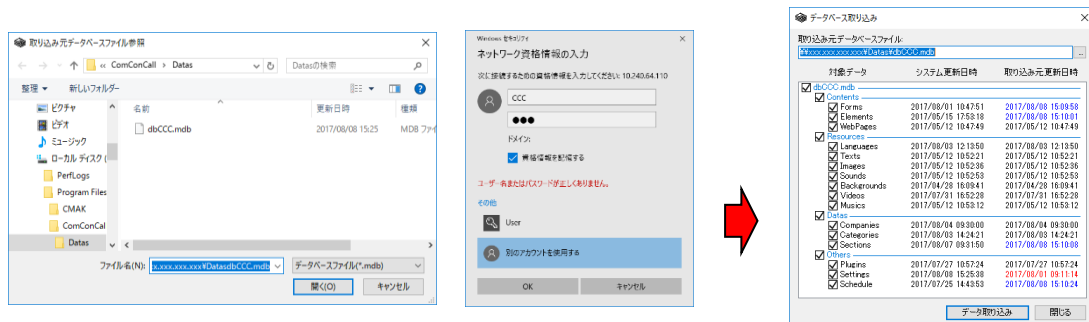 取り込み元データベースファイル参照
« ComConCall > Datas
Datasの検索
整理 新しいフォルダー
ピクチャ
ビデオ
ミュージック
ローカル ディスク (
PerfLogs
Program Files
CMAK
ComConCal
Datas
名前 更新日時 種類
dbCCC.mdb 2017/08/08 15:25 MDB ファイ
ファイル名(N): x.xxx.xxx.xxx¥DatasdbCCC.mdb データベースファイル(*.mdb)
開く(O) キャンセル
Windows セキュリティ
ネットワーク資格情報の入力
次に接続するための資格情報を入力してください: 10.240.64.110
CCC
●●●
ドメイン:
資格情報を記憶する
ユーザー名またはパスワードが正しくありません。
その他
User
別のアカウントを使用する
OK キャンセル
データベース取り込み
取り込み元データベースファイル:
¥¥xxx.xxx.xxx.xxx¥Datas¥dbCCC.mdb ...
対象データ システム更新日時 取り込み元更新日時
dbCCC.mdb
Contents
Forms 2017/08/01 10:47:51 2017/08/08 15:09:58
Elements 2017/05/15 17:53:18 2017/08/08 15:10:01
WebPages 2017/05/12 10:47:49 2017/05/12 10:47:49
Resources
Languages 2017/08/03 12:13:50 2017/08/03 12:13:50
Texts 2017/05/12 10:52:21 2017/05/12 10:52:21
Images 2017/05/12 10:52:36 2017/05/12 10:52:36
Sounds 2017/05/12 10:52:53 2017/05/12 10:52:53
Backgrounds 2017/04/28 16:09:41 2017/04/28 16:09:41
Videos 2017/07/31 16:52:28 2017/07/31 16:52:28
Musics 2017/05/12 10:53:12 2017/05/12 10:53:12
Datas
Companies 2017/08/04 09:30:00 2017/08/04 09:30:00
Categories 2017/08/03 14:24:21 2017/08/03 14:24:21
Sections 2017/08/07 09:31:50 2017/08/08 15:10:08
Others
Plugins 2017/07/27 10:57:24 2017/07/27 10:57:24
Settings 2017/08/08 15:25:38 2017/08/01 09:11:14
Schedule 2017/07/25 14:43:53 2017/08/08 15:10:24
データ取り込み 閉じる